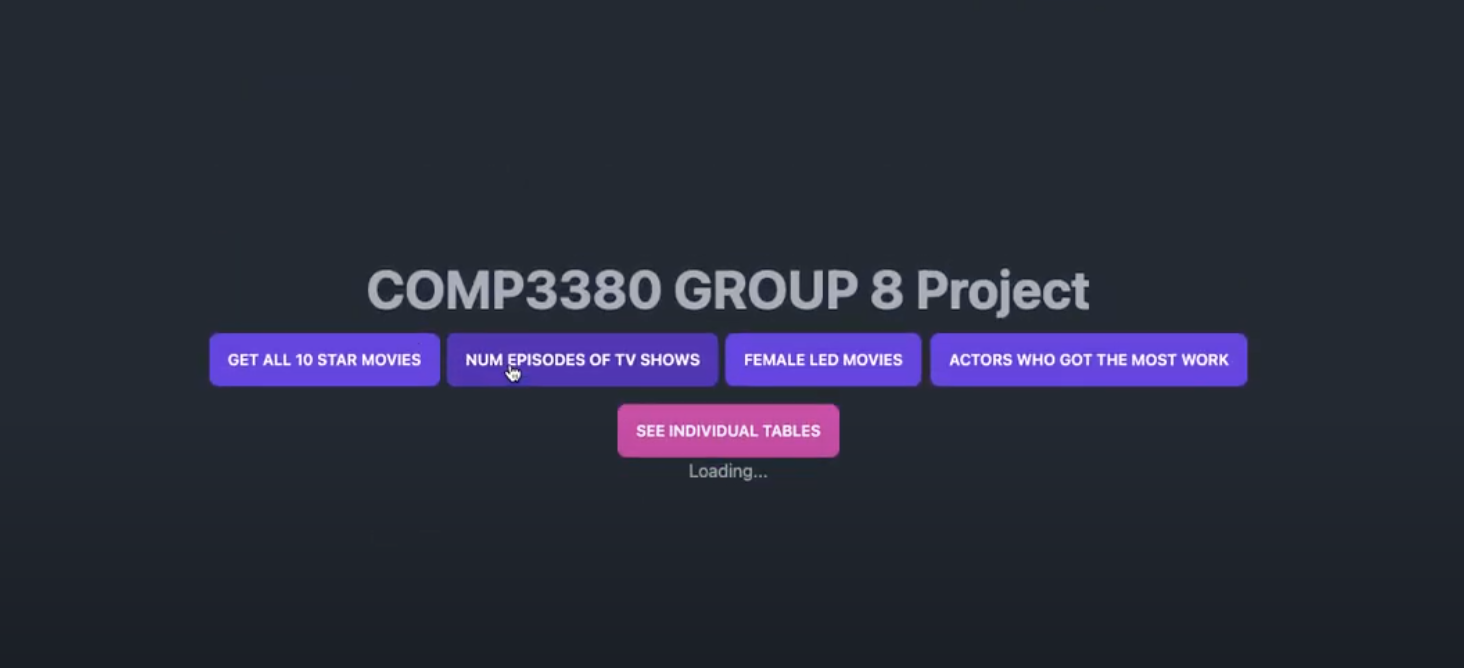 COMP3380 GROUP 8 Project
GET ALL 10 STAR MOVIES NUM EPISODES OF TV SHOWS FEMALE LED MOVIES ACTORS WHO GOT THE MOST WORK
SEE INDIVIDUAL TABLES
Loading...